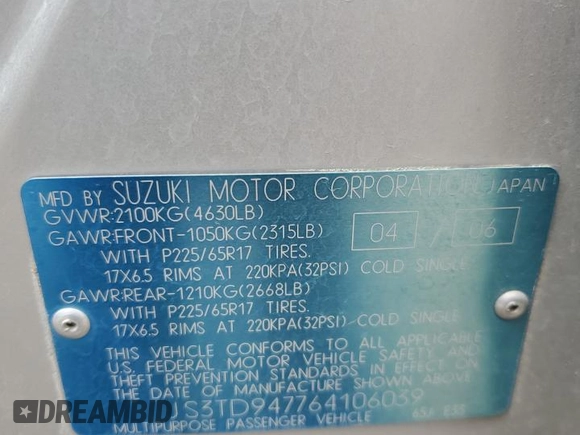 MFD BY SUZUKI MOTOR CORPORATION JAPAN
GVWR:2100KG(4630LB)
GAWR:FRONT-1050KG(2315LB) 04 / 06
WITH P225/65R17 TIRES.
17X6.5 RIMS AT 220KPA(32PSI) COLD SINGLE
GAWR:REAR-1210KG(2668LB)
WITH P225/65R17 TIRES.
17X6.5 RIMS AT 220KPA(32PSI)-COLD SINGLE
THIS VEHICLE CONFORMS TO ALL APPLICABLE
U.S. FEDERAL MOTOR VEHICLE SAFETY AND
THEFT PREVENTION STANDARDS IN EFFECT ON THE
DATE OF MANUFACTURE SHOWN ABOVE.
S3TD947764106039
MULTIPURPOSE PASSENGER VEHICLE 65J
DREAMBID